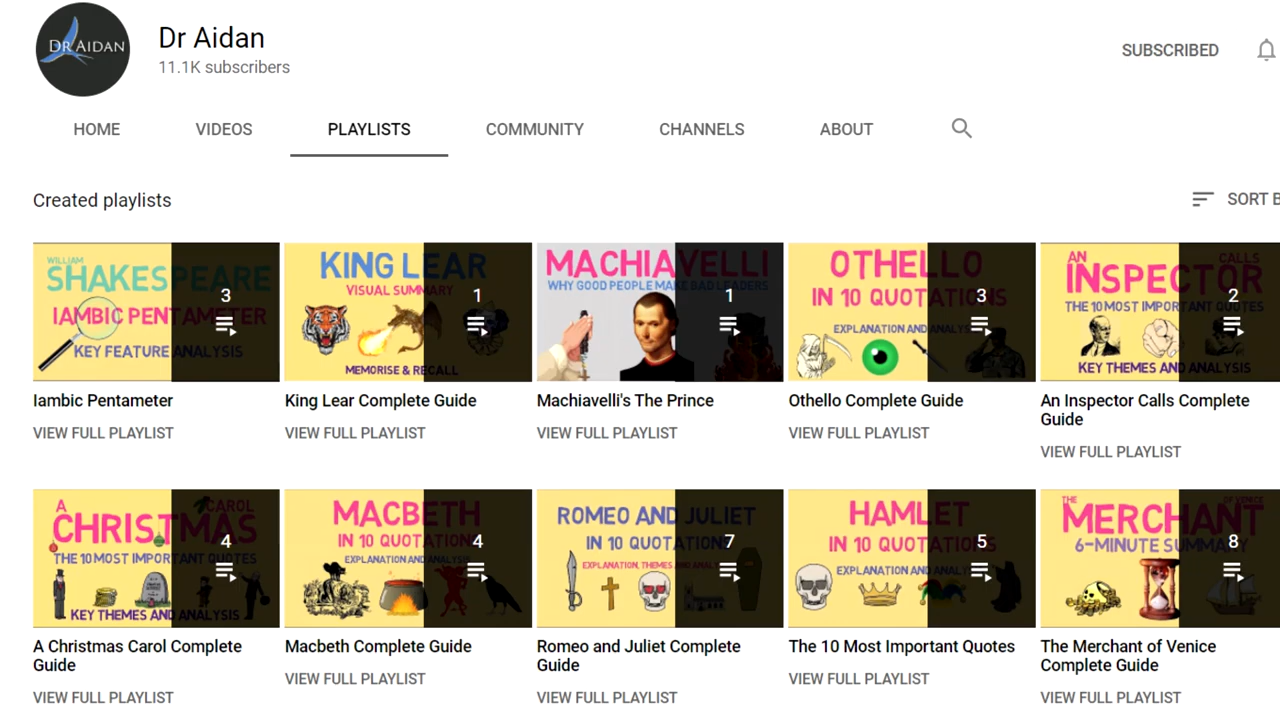 DR AIDAN
Dr Aidan
11.1K subscribers
SUBSCRIBED
HOME
VIDEOS
PLAYLISTS
COMMUNITY
CHANNELS
ABOUT
Created playlists
SORT B
WILLIAM
SHAKESPEARE
IAMBIC PENTAMETER
KEY FEATURE ANALYSIS
3
KING LEAR
VISUAL SUMMARY
MEMORISE & RECALL
1
MACHIAVELLI
WHY GOOD PEOPLE MAKE BAD LEADERS
1
OTHELLO
IN 10 QUOTATIONS
EXPLANATION AND ANALYSIS
3
AN
INSPECTOR
CALLS
THE 10 MOST IMPORTANT QUOTES
KEY THEMES AND ANALYSIS
2
Iambic Pentameter
VIEW FULL PLAYLIST
King Lear Complete Guide
VIEW FULL PLAYLIST
Machiavelli's The Prince
VIEW FULL PLAYLIST
Othello Complete Guide
VIEW FULL PLAYLIST
An Inspector Calls Complete
Guide
VIEW FULL PLAYLIST
A
CHRISTMAS
CAROL
THE 10 MOST IMPORTANT QUOTES
KEY THEMES AND ANALYSIS
4
MACBETH
IN 10 QUOTATIONS
EXPLANATION AND ANALYSIS
4
ROMEO AND JULIET
IN 10 QUOTATIONS
EXPLANATION, THEMES AND ANALYSIS
7
HAMLET
IN 10 QUOTATIONS
EXPLANATION AND ANALYSIS
5
THE
MERCHANT
OF VENICE
6-MINUTE SUMMARY
8
A Christmas Carol Complete
Guide
VIEW FULL PLAYLIST
Macbeth Complete Guide
VIEW FULL PLAYLIST
Romeo and Juliet Complete
Guide
VIEW FULL PLAYLIST
The 10 Most Important Quotes
VIEW FULL PLAYLIST
The Merchant of Venice
Complete Guide
VIEW FULL PLAYLIST